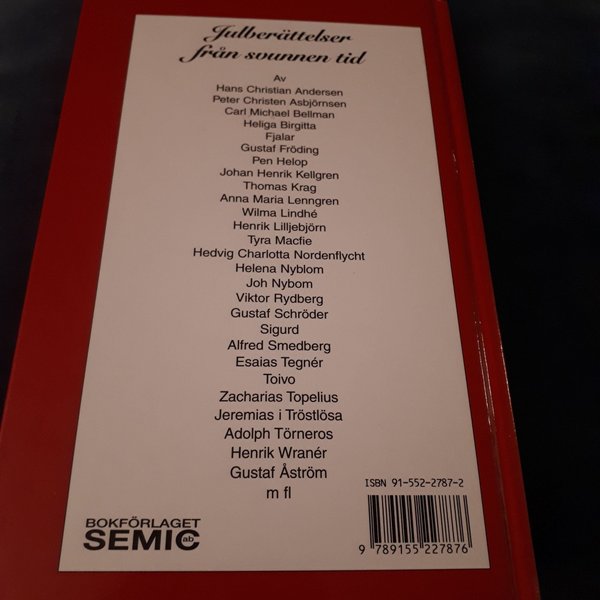 Julberättelser
från svunnen tid
Av
Hans Christian Andersen
Peter Christen Asbjörnsen
Carl Michael Bellman
Heliga Birgitta
Fjalar
Gustaf Fröding
Pen Helop
Johan Henrik Kellgren
Thomas Krag
Anna Maria Lenngren
Wilma Lindhé
Henrik Lilljebjörn
Tyra Macfie
Hedvig Charlotta Nordenflycht
Helena Nyblom
Joh Nybom
Viktor Rydberg
Gustaf Schröder
Sigurd
Alfred Smedberg
Esaias Tegnér
Toivo
Zacharias Topelius
Jeremias i Tröstlösa
Adolph Törneros
Henrik Wranér
Gustaf Åström
m fl
ISBN 91-552-2787-2
BOKFÖRLAGET
SEMIC ab
9 789155 227876